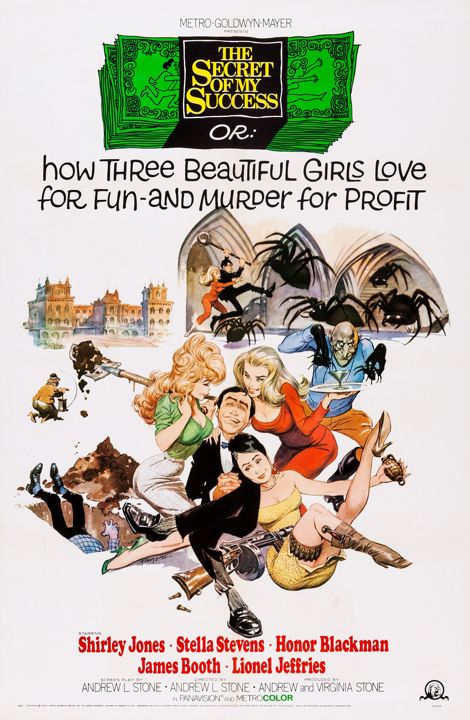 METRO-GOLDWYN-MAYER
PRESENTS
THE
SECRET
OF MY
SUCCESS
OR:
HOW THREE BEAUTIFUL GIRLS LOVE
FOR FUN-AND MURDER FOR PROFIT
STARRING
Shirley Jones · Stella Stevens · Honor Blackman
James Booth · Lionel Jeffries
SCREEN PLAY BY
ANDREW L. STONE ·
DIRECTED BY
ANDREW L. STONE ·
PRODUCED BY
ANDREW and VIRGINIA STONE
IN PANAVISION® AND METROCOLOR